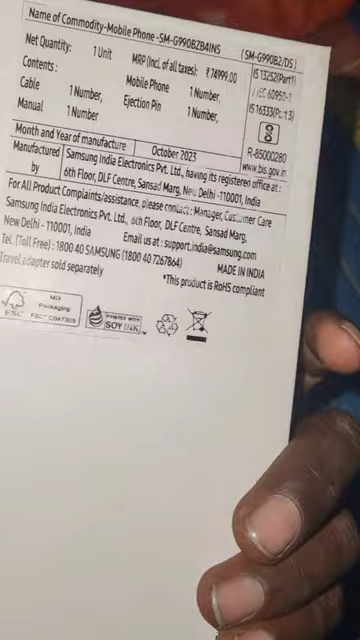 Name of Commodity-Mobile Phone-SM-G990BZB4INS (SM-G990B2/DS)
Net Quantity: 1 Unit MRP (Incl. of all taxes): ₹74999.00
Contents :
Mobile Phone 1 Number,
Cable 1 Number, Ejection Pin 1 Number,
Manual 1 Number
IS 13252(Part1)
/ IEC 60950-1
IS 16333(Pt.:3)
R-85000280
www.bis.gov.in
Month and Year of manufacture October 2023
Manufactured by
Samsung India Electronics Pvt. Ltd., having its registered office at :
6th Floor, DLF Centre, Sansad Marg, New Delhi -110001, India
For All Product Complaints/assistance, please contact : Manager, Customer Care
Samsung India Electronics Pvt. Ltd., 6th Floor, DLF Centre, Sansad Marg,
New Delhi - 110001, India Email us at : support.india@samsung.com
Tel. (Toll Free) : 1800 40 SAMSUNG (1800 40 7267864)
MADE IN INDIA
Travel adapter sold separately *This product is RoHS compliant
FSC
MIX
Packaging
FSC™ C047305
PRINTED WITH
SOY INK™